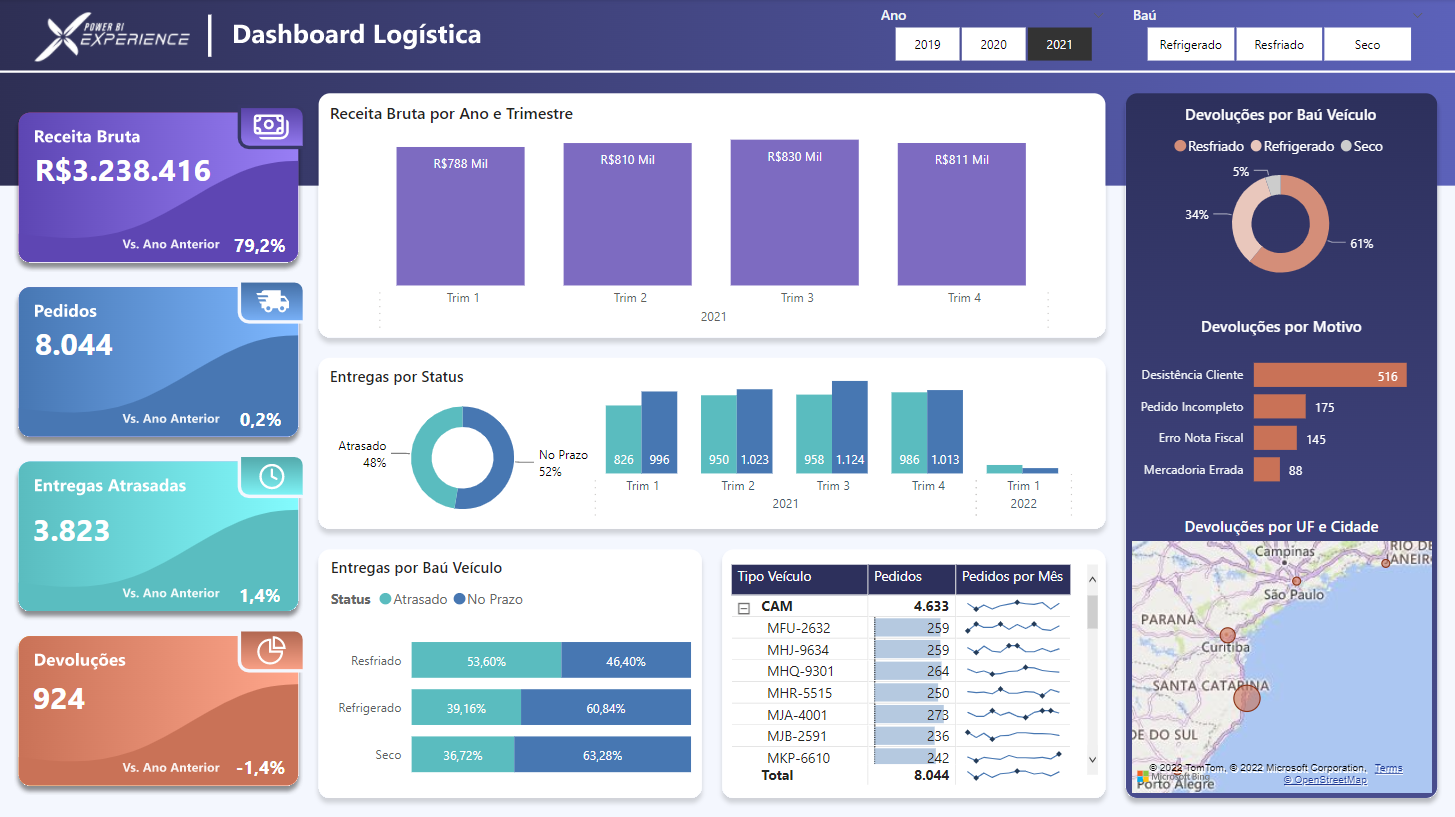 POWER BI
EXPERIENCE
Dashboard Logística
Ano
2019 2020 2021
Baú
Refrigerado Resfriado Seco
Receita Bruta
R$3.238.416
Vs. Ano Anterior 79,2%
Pedidos
8.044
Vs. Ano Anterior 0,2%
Entregas Atrasadas
3.823
Vs. Ano Anterior 1,4%
Devoluções
924
Vs. Ano Anterior -1,4%
Receita Bruta por Ano e Trimestre
R$788 Mil R$810 Mil R$830 Mil R$811 Mil
Trim 1 Trim 2 Trim 3 Trim 4
2021
Entregas por Status
Atrasado
48%
No Prazo
52%
826 996 950 1.023 958 1.124 986 1.013
Trim 1 Trim 2 Trim 3 Trim 4 Trim 1
2021 2022
Entregas por Baú Veículo
Status Atrasado No Prazo
Resfriado 53,60% 46,40%
Refrigerado 39,16% 60,84%
Seco 36,72% 63,28%
Tipo Veículo Pedidos Pedidos por Mês
CAM 4.633
MFU-2632 259
MHJ-9634 259
MHQ-9301 264
MHR-5515 250
MJA-4001 273
MJB-2591 236
MKP-6610 242
Total 8.044
Devoluções por Baú Veículo
Resfriado Refrigerado Seco
5%
34%
61%
Devoluções por Motivo
Desistência Cliente 516
Pedido Incompleto 175
Erro Nota Fiscal 145
Mercadoria Errada 88
Devoluções por UF e Cidade
Campinas
RIO DE
JANEIRO
São Paulo
PARANÁ
Curitiba
SANTA CATARINA
DE DO SUL
© 2022 TomTom, © 2022 Microsoft Corporation, Terms
Microsoft Bing
© OpenStreetMap
Porto Alegre